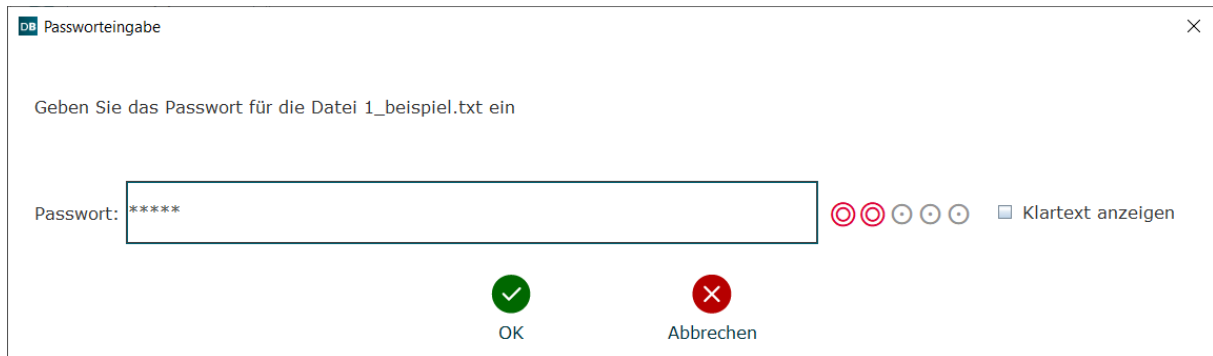 DB Passworteingabe
Geben Sie das Passwort für die Datei 1_beispiel.txt ein
Passwort: ***** Klartext anzeigen
OK Abbrechen